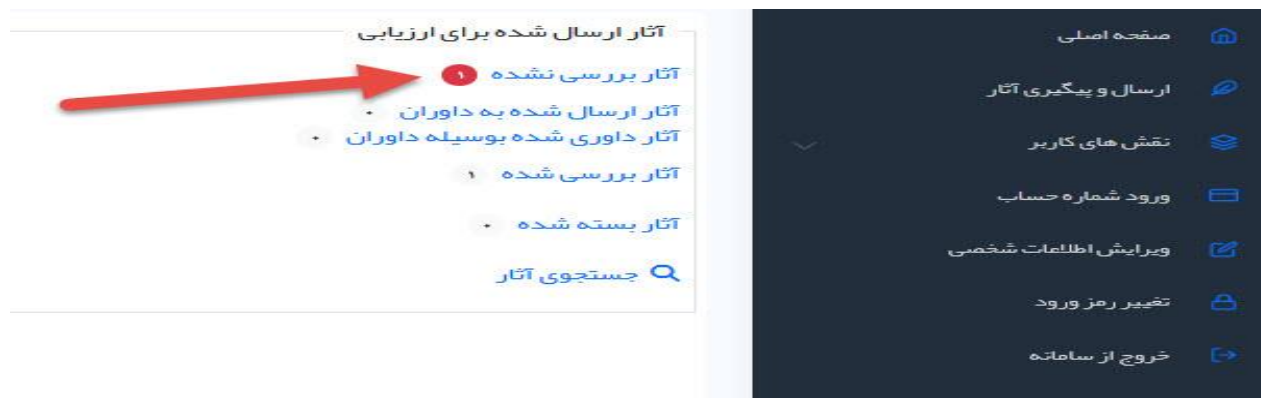 صفحه اصلی
ارسال و پیگیری آثار
نقش های کاربر
ورود شماره حساب
ویرایش اطلاعات شخصی
تغییر رمز ورود
خروج از سامانه
آثار ارسال شده برای ارزیابی
آثار بررسی نشده ۱
آثار ارسال شده به داوران ۰
آثار داوری شده بوسیله داوران ۰
آثار بررسی شده ۱
آثار بسته شده ۰
جستجوی آثار